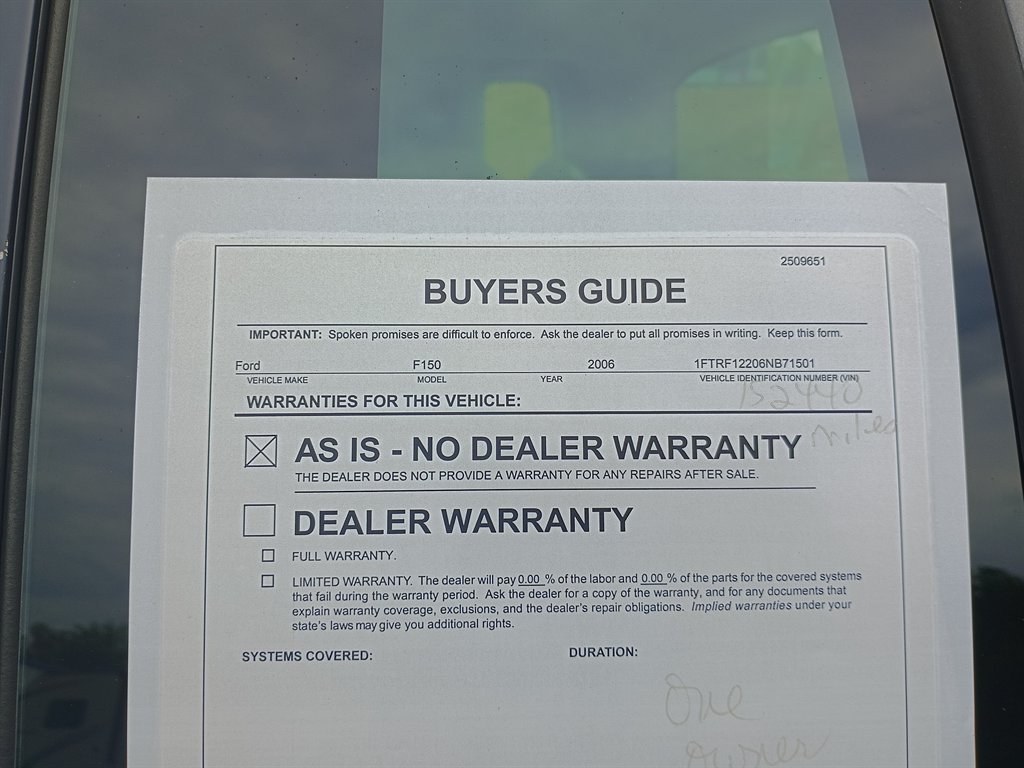 2509651
BUYERS GUIDE
IMPORTANT: Spoken promises are difficult to enforce. Ask the dealer to put all promises in writing. Keep this form.
Ford F150 2006 1FTRF12206NB71501
VEHICLE MAKE MODEL YEAR VEHICLE IDENTIFICATION NUMBER (VIN)
WARRANTIES FOR THIS VEHICLE:
miles
AS IS - NO DEALER WARRANTY
THE DEALER DOES NOT PROVIDE A WARRANTY FOR ANY REPAIRS AFTER SALE.
DEALER WARRANTY
FULL WARRANTY.
LIMITED WARRANTY. The dealer will pay 0.00 % of the labor and 0.00 % of the parts for the covered systems
that fail during the warranty period. Ask the dealer for a copy of the warranty, and for any documents that
explain warranty coverage, exclusions, and the dealer's repair obligations. Implied warranties under your
state's laws may give you additional rights.
SYSTEMS COVERED: DURATION:
One
owner